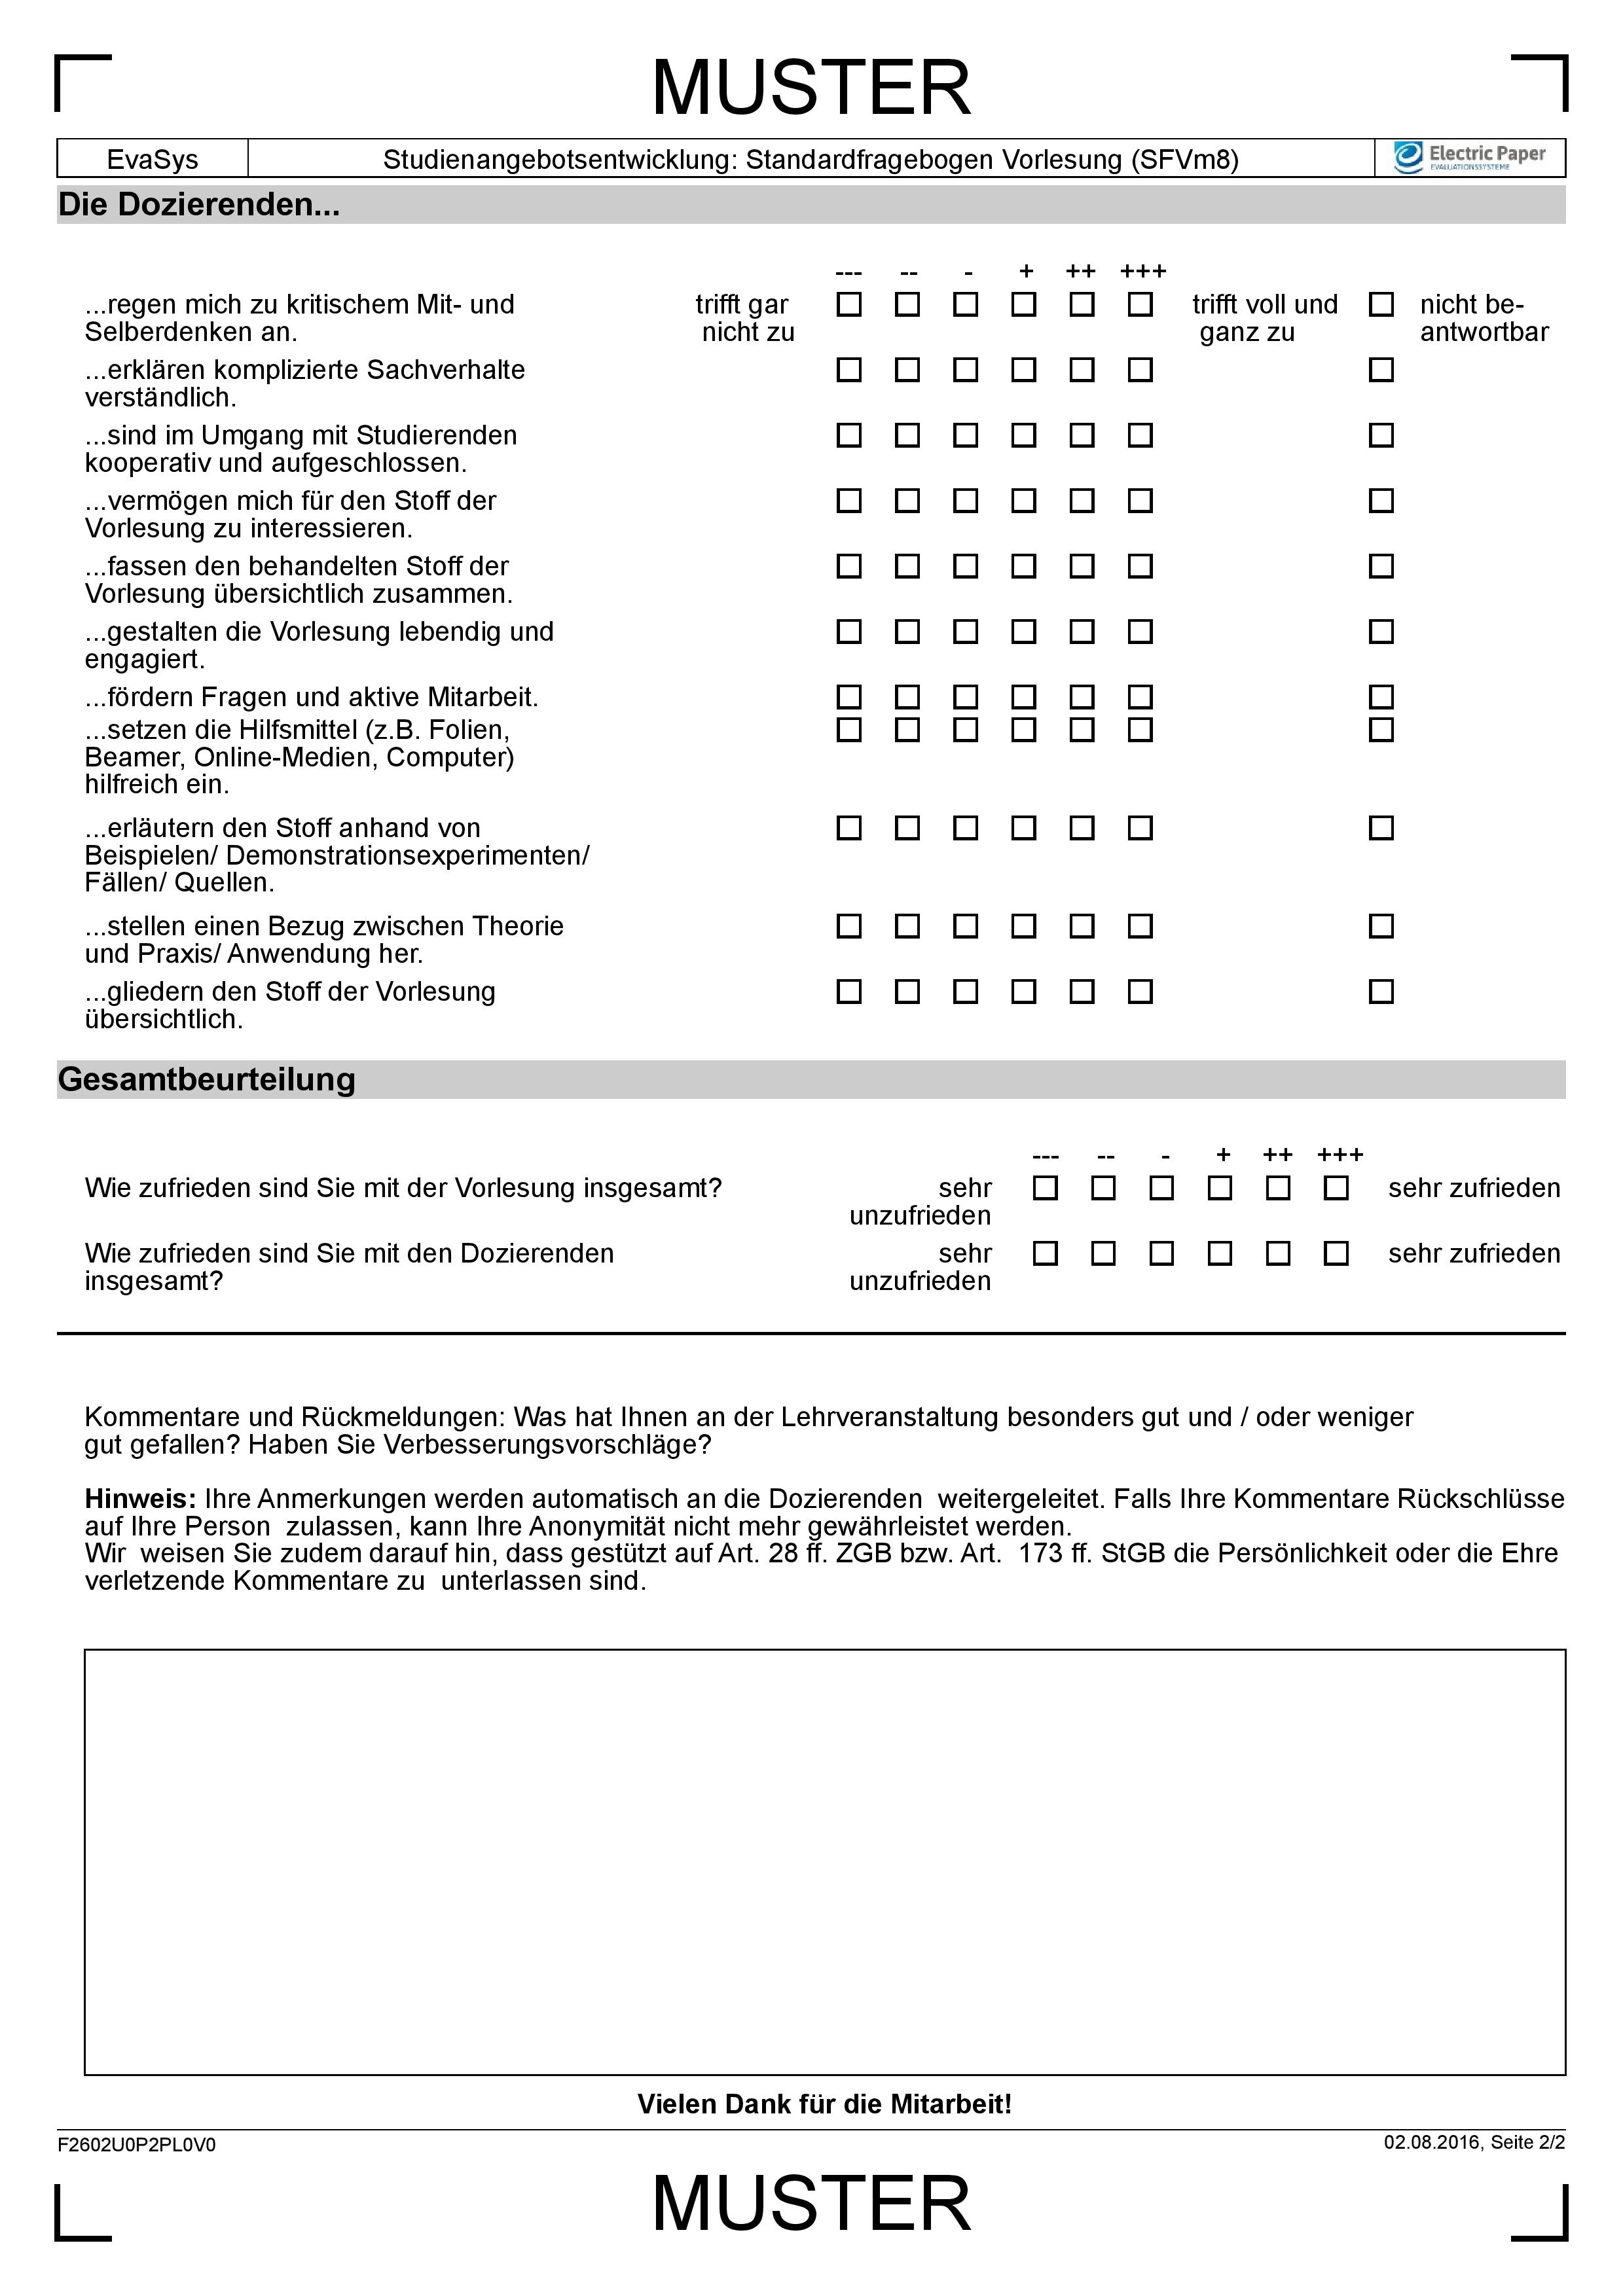 MUSTER
EvaSys
Studienangebotsentwicklung: Standardfragebogen Vorlesung (SFVm8)
Electric Paper
EVALUATIONSSYSTEME
Die Dozierenden...
--- -- - + ++ +++
...regen mich zu kritischem Mit- und trifft gar trifft voll und nicht be-
Selberdenken an. nicht zu ganz zu antwortbar
...erklären komplizierte Sachverhalte
verständlich.
...sind im Umgang mit Studierenden
kooperativ und aufgeschlossen.
...vermögen mich für den Stoff der
Vorlesung zu interessieren.
...fassen den behandelten Stoff der
Vorlesung übersichtlich zusammen.
...gestalten die Vorlesung lebendig und
engagiert.
...fördern Fragen und aktive Mitarbeit.
...setzen die Hilfsmittel (z.B. Folien,
Beamer, Online-Medien, Computer)
hilfreich ein.
...erläutern den Stoff anhand von
Beispielen/ Demonstrationsexperimenten/
Fällen/ Quellen.
...stellen einen Bezug zwischen Theorie
und Praxis/ Anwendung her.
...gliedern den Stoff der Vorlesung
übersichtlich.
Gesamtbeurteilung
--- -- - + ++ +++
Wie zufrieden sind Sie mit der Vorlesung insgesamt? sehr sehr zufrieden
unzufrieden
Wie zufrieden sind Sie mit den Dozierenden sehr sehr zufrieden
insgesamt? unzufrieden
Kommentare und Rückmeldungen: Was hat Ihnen an der Lehrveranstaltung besonders gut und / oder weniger
gut gefallen? Haben Sie Verbesserungsvorschläge?
Hinweis: Ihre Anmerkungen werden automatisch an die Dozierenden weitergeleitet. Falls Ihre Kommentare Rückschlüsse
auf Ihre Person zulassen, kann Ihre Anonymität nicht mehr gewährleistet werden.
Wir weisen Sie zudem darauf hin, dass gestützt auf Art. 28 ff. ZGB bzw. Art. 173 ff. StGB die Persönlichkeit oder die Ehre
verletzende Kommentare zu unterlassen sind.
Vielen Dank für die Mitarbeit!
F2602U0P2PL0V0
02.08.2016, Seite 2/2
MUSTER